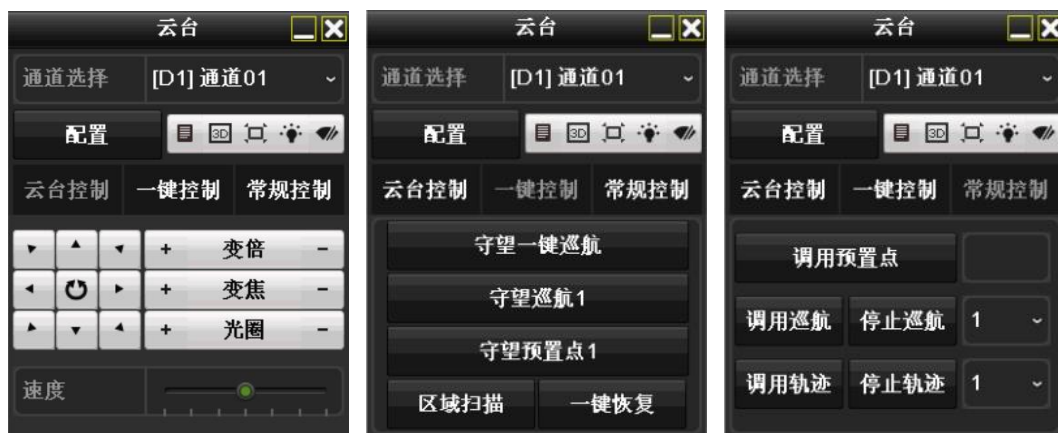 云台
通道选择 [D1] 通道01
配置 3D
云台控制 一键控制 常规控制
+ 变倍 -
+ 变焦 -
+ 光圈 -
速度
云台
通道选择 [D1] 通道01
配置 3D
云台控制 一键控制 常规控制
守望一键巡航
守望巡航1
守望预置点1
区域扫描 一键恢复
云台
通道选择 [D1] 通道01
配置 3D
云台控制 一键控制 常规控制
调用预置点
调用巡航 停止巡航 1
调用轨迹 停止轨迹 1